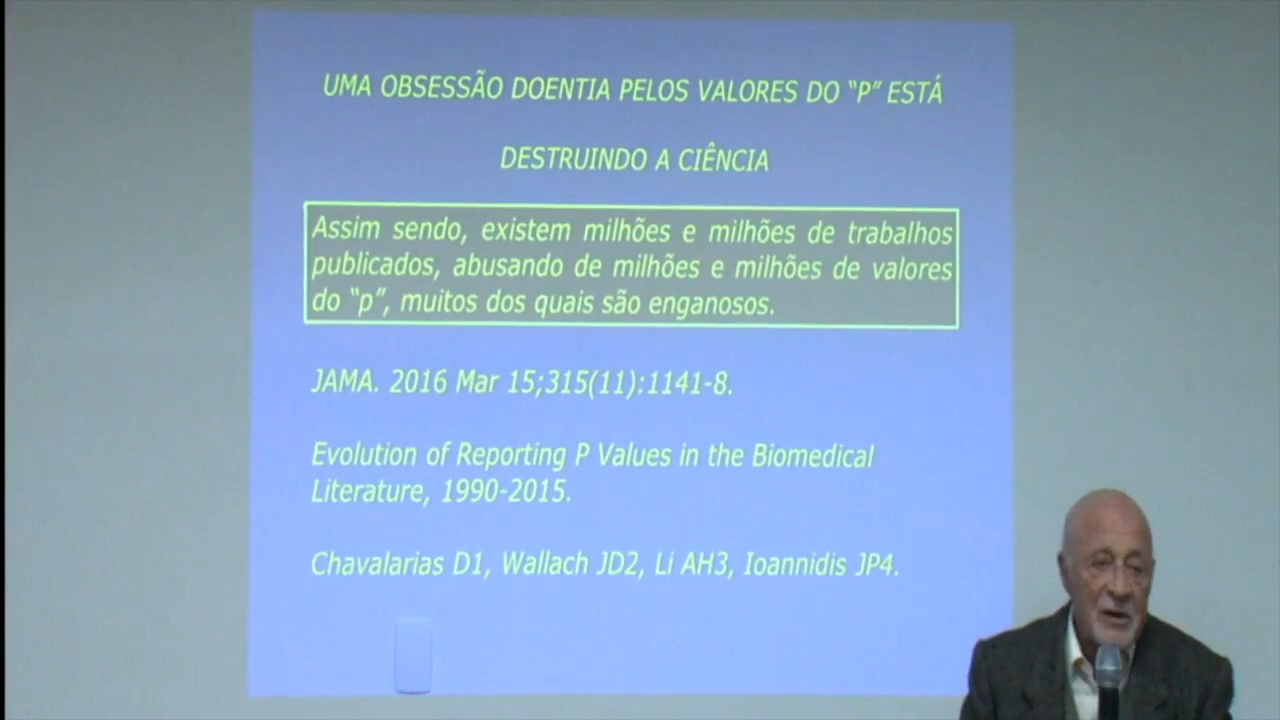 UMA OBSESSÃO DOENTIA PELOS VALORES DO “P” ESTÁ
DESTRUINDO A CIÊNCIA
Assim sendo, existem milhões e milhões de trabalhos
publicados, abusando de milhões e milhões de valores
do “p”, muitos dos quais são enganosos.
JAMA. 2016 Mar 15;315(11):1141-8.
Evolution of Reporting P Values in the Biomedical
Literature, 1990-2015.
Chavalarias D1, Wallach JD2, Li AH3, Ioannidis JP4.